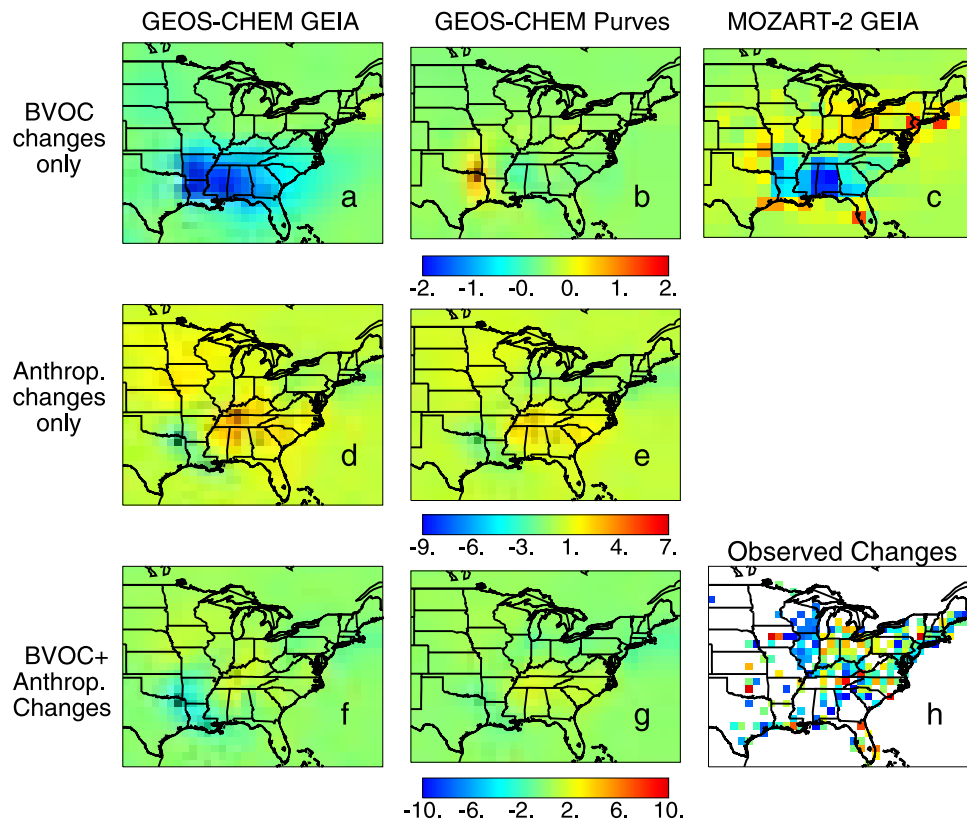 GEOS-CHEM GEIA
GEOS-CHEM Purves
MOZART-2 GEIA
BVOC
changes
only
a
b
c
-2. -1. -0. 0. 1. 2.
Anthrop.
changes
only
d
e
-9. -6. -3. 1. 4. 7.
Observed Changes
BVOC+
Anthrop.
Changes
f
g
h
-10. -6. -2. 2. 6. 10.